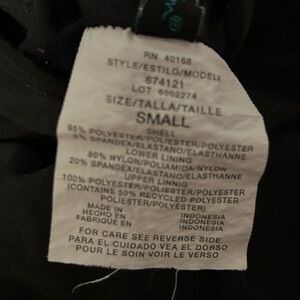 RN 40168
STYLE/ESTILO/MODELE
674121
LOT 6002274
SIZE/TALLA/TAILLE
SMALL
SHELL
95% POLYESTER/POLIESTER/POLYESTER
5% SPANDEX/ELASTANO/ELASTHANNE
LOWER LINING
80% NYLON/POLIAMIDA/NYLON
20% SPANDEX/ELASTANO/ELASTHANNE
UPPER LINNIG
100% POLYESTER/POLIESTER/POLYESTER
(CONTAINS 50% RECYCLED POLYESTER
POLIESTER/POLYESTER)
MADE IN INDONESIA
HECHO EN INDONESIA
FABRIQUE EN INDONESIA
FOR CARE SEE REVERSE SIDE
PARA EL CUIDADO VEA EL DORSO
POUR LE SOIN VOIR LE VERSO